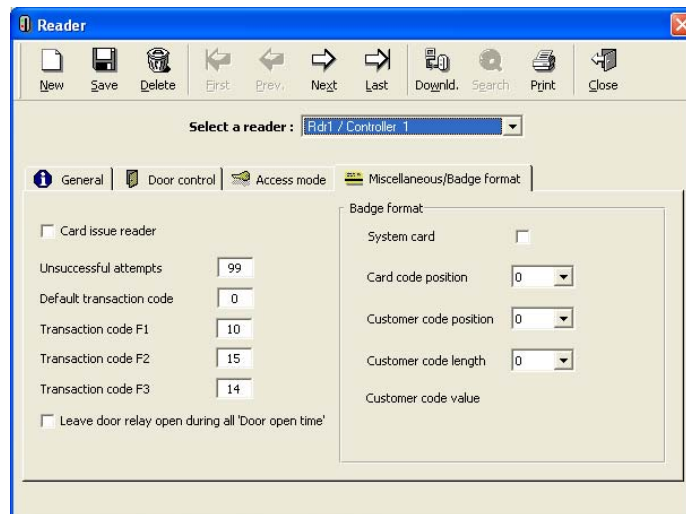 Reader
New Save Delete First Prev. Next Last Downld. Search Print Close
Select a reader : Rdr1 / Controller 1
General Door control Access mode Miscellaneous/Badge format
Card issue reader
Unsuccessful attempts 99
Default transaction code 0
Transaction code F1 10
Transaction code F2 15
Transaction code F3 14
Leave door relay open during all 'Door open time'
Badge format
System card
Card code position 0
Customer code position 0
Customer code length 0
Customer code value